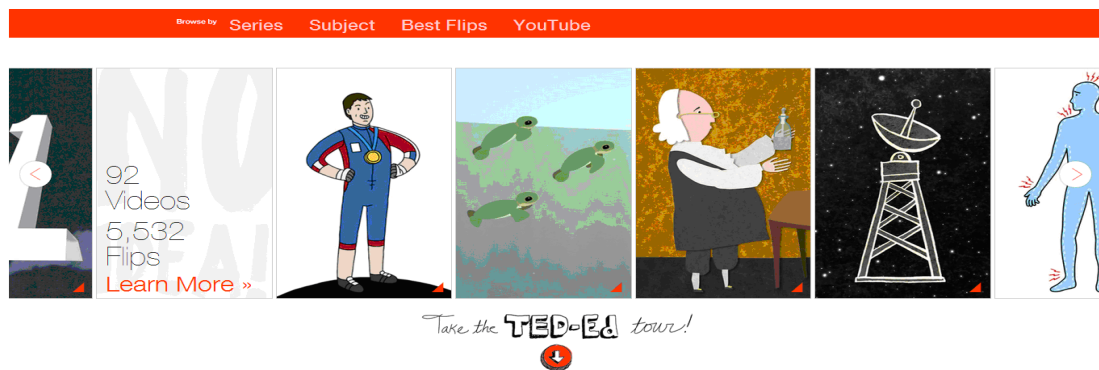 Browse by Series Subject Best Flips YouTube
92
Videos
5,532
Flips
Learn More »
Take the TED-Ed tour!